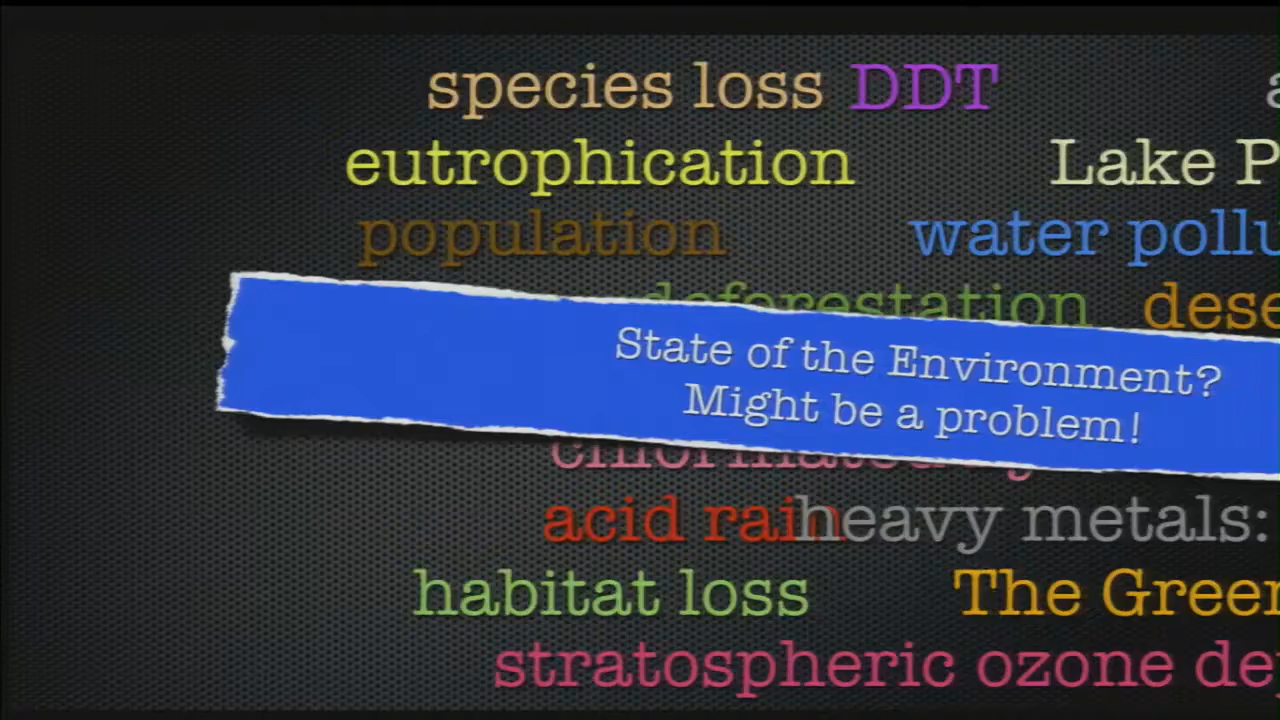 species loss DDT a
eutrophication Lake P
population water pollu
deforestation dese
State of the Environment?
Might be a problem!
acid rain heavy metals:
habitat loss The Green
stratospheric ozone de